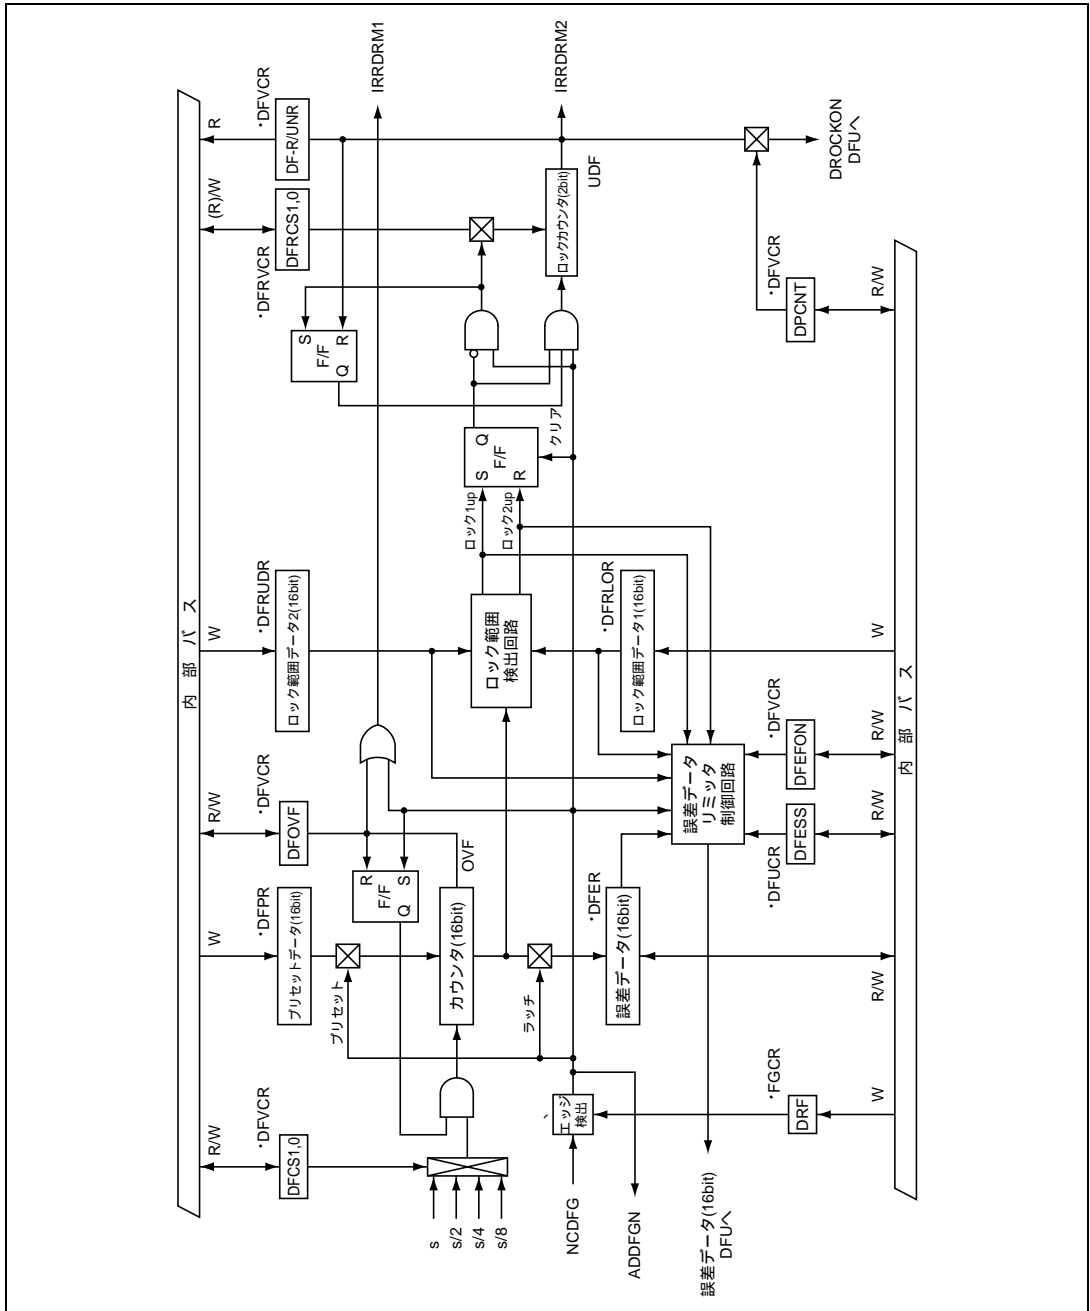 内 部 バ ス
R/W
・DFVCR
DFCS1,0
s
s/2
s/4
s/8
W
・DFPR
プリセットデータ(16bit)
プリセット
R/W
・DFVCR
DFOVF
R
F/F
Q
S
OVF
カウンタ(16bit)
ラッチ
・DFER
誤差データ(16bit)
R/W
NCDFG
エッジ
検出
ADDFGN
・FGCR
DRF
W
誤差データ(16bit)
DFUへ
W
・DFRUDR
ロック範囲データ2(16bit)
ロック範囲
検出回路
・DFRLOR
ロック範囲データ1(16bit)
W
誤差データ
リミッタ
制御回路
・DFUCR
DFESS
R/W
・DFVCR
DFEFON
R/W
ロック1up
ロック2up
S
Q
F/F
R
クリア
S
F/F
R
Q
(R)/W
・DFRVCR
DFRCS1,0
R
・DFVCR
DF-R/UNR
ロックカウンタ(2bit)
UDF
IRRDRM1
IRRDRM2
・DFVCR
DPCNT
R/W
DROCKON
DFUへ
内 部 バ ス